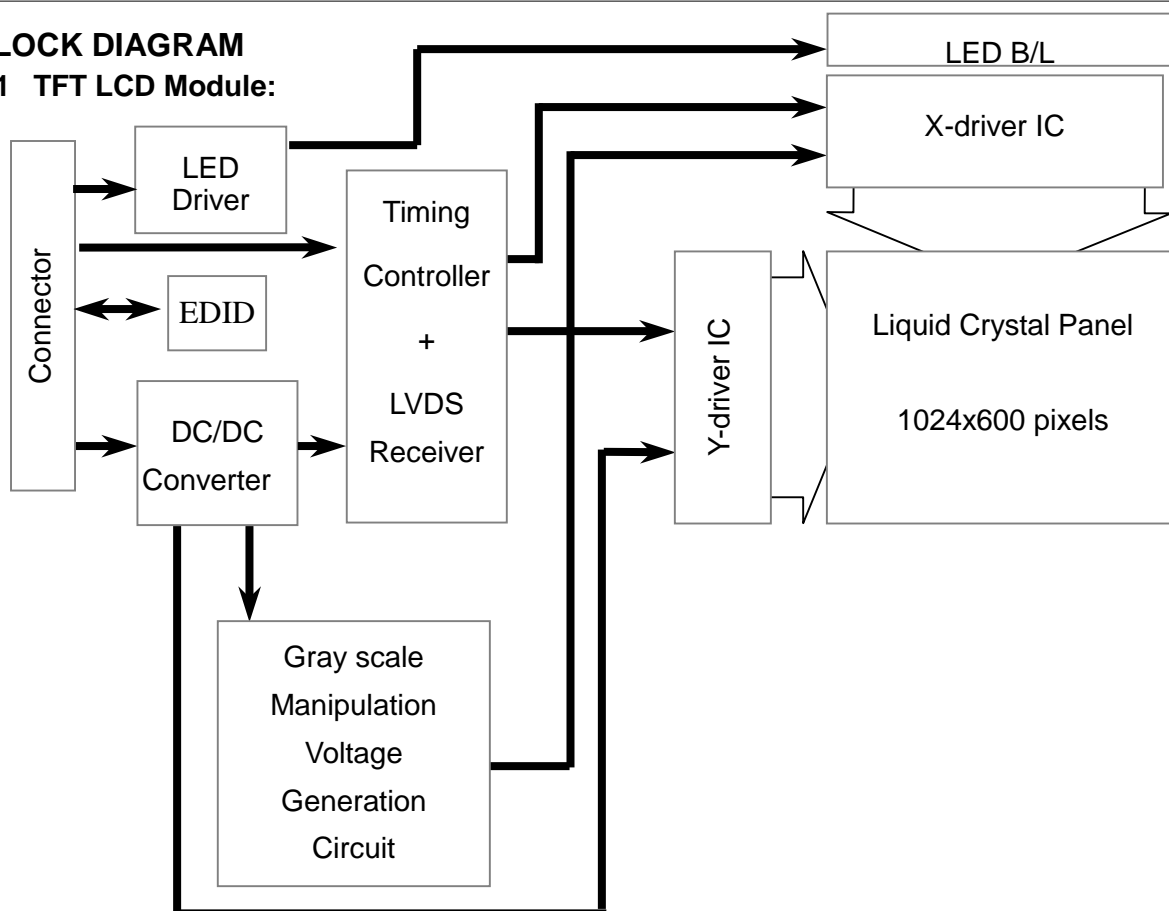 LOCK DIAGRAM
1 TFT LCD Module:
LED B/L
X-driver IC
LED
Driver
Timing
Controller
+
LVDS
Receiver
Connector
EDID
DC/DC
Converter
Y-driver IC
Liquid Crystal Panel
1024x600 pixels
Gray scale
Manipulation
Voltage
Generation
Circuit